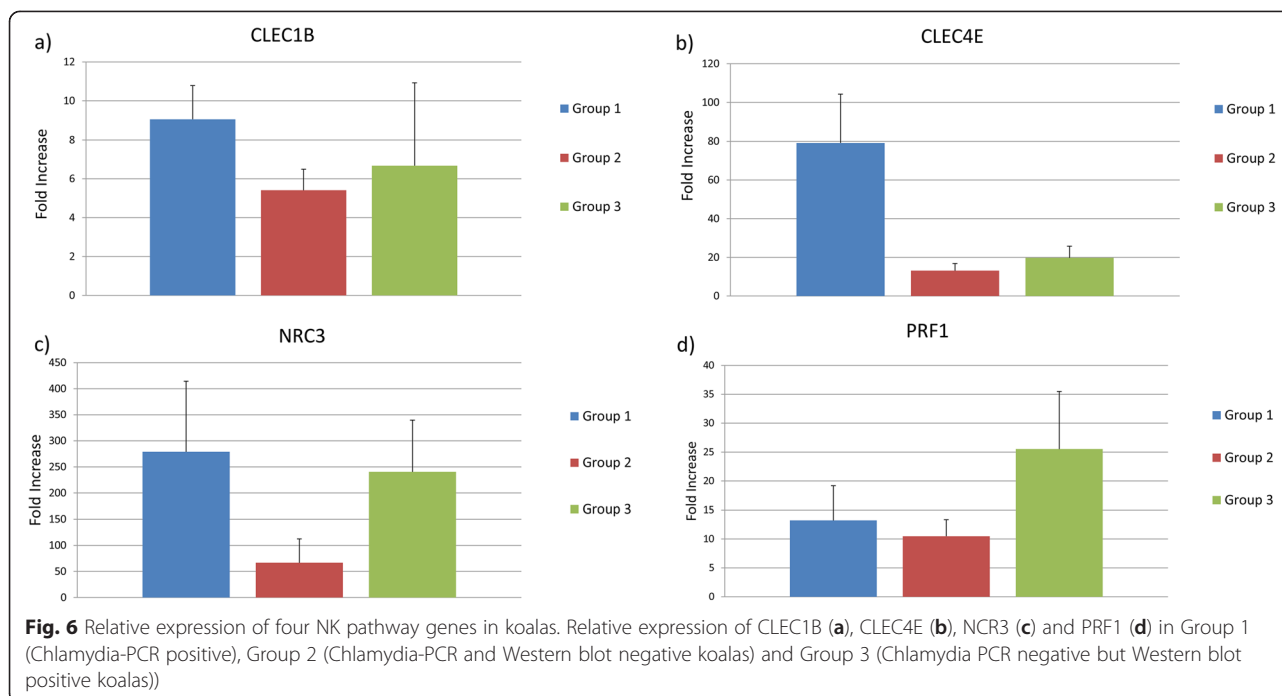 a)
CLEC1B
12
10
8
6
4
2
0
Fold Increase
Group 1
Group 2
Group 3
b)
CLEC4E
120
100
80
60
40
20
0
Fold Increase
Group 1
Group 2
Group 3
c)
NRC3
450
400
350
300
250
200
150
100
50
0
Fold Increase
Group 1
Group 2
Group 3
d)
PRF1
40
35
30
25
20
15
10
5
0
Fold Increase
Group 1
Group 2
Group 3
Fig. 6 Relative expression of four NK pathway genes in koalas. Relative expression of CLEC1B (a), CLEC4E (b), NCR3 (c) and PRF1 (d) in Group 1
(Chlamydia-PCR positive), Group 2 (Chlamydia-PCR and Western blot negative koalas) and Group 3 (Chlamydia PCR negative but Western blot
positive koalas))